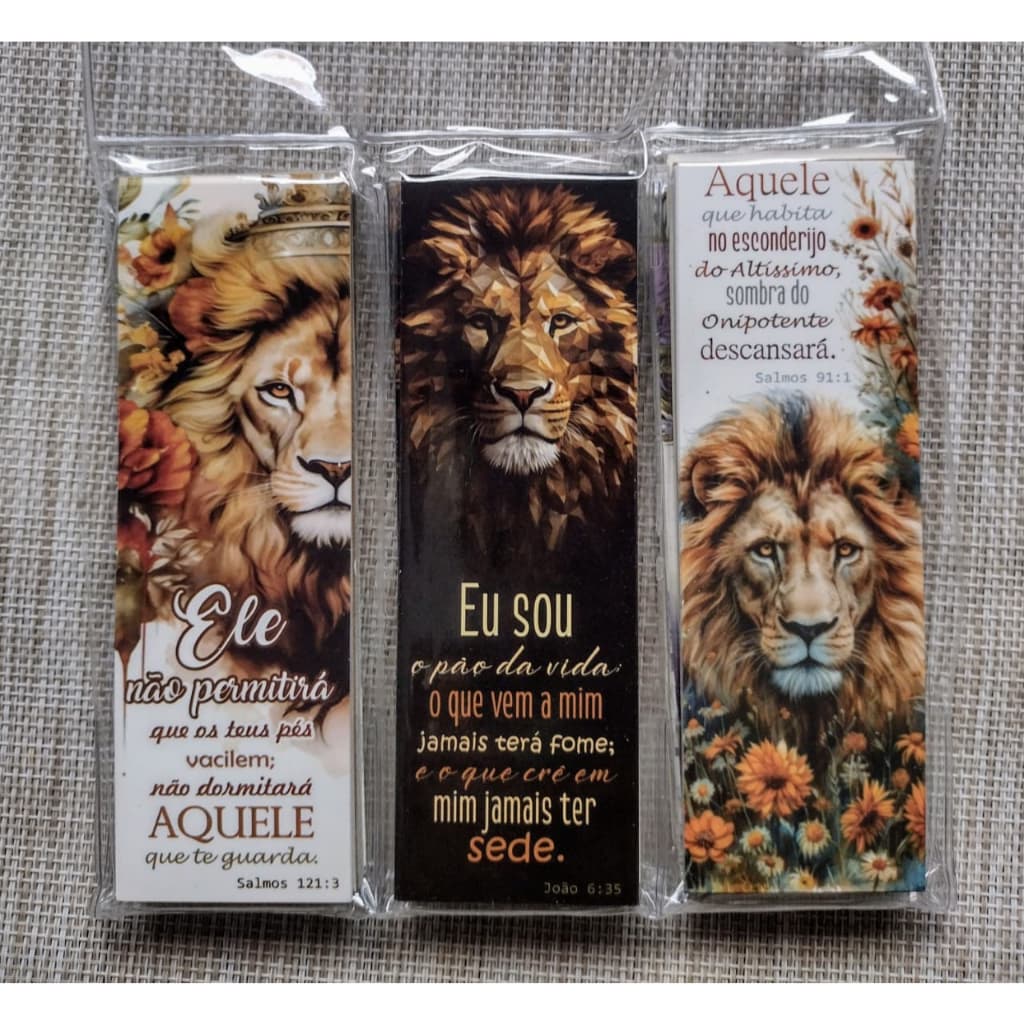 Êle
não permitirá
que os teus pés
vacilem;
não dormitará
AQUELE
que te guarda.
Salmos 121:3
Eu sou
o pão da vida;
o que vem a mim
jamais terá fome;
e o que crê em
mim jamais ter
sede.
João 6:35
Aquele
que habita
no esconderijo
do Altíssimo,
sombra do
Onipotente
descansará.
Salmos 91:1